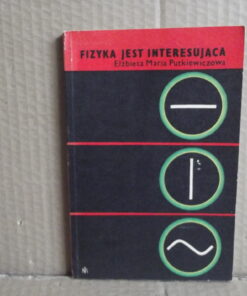 FIZYKA JEST INTERESUJĄCA
Elżbieta Maria Putkiewiczowa